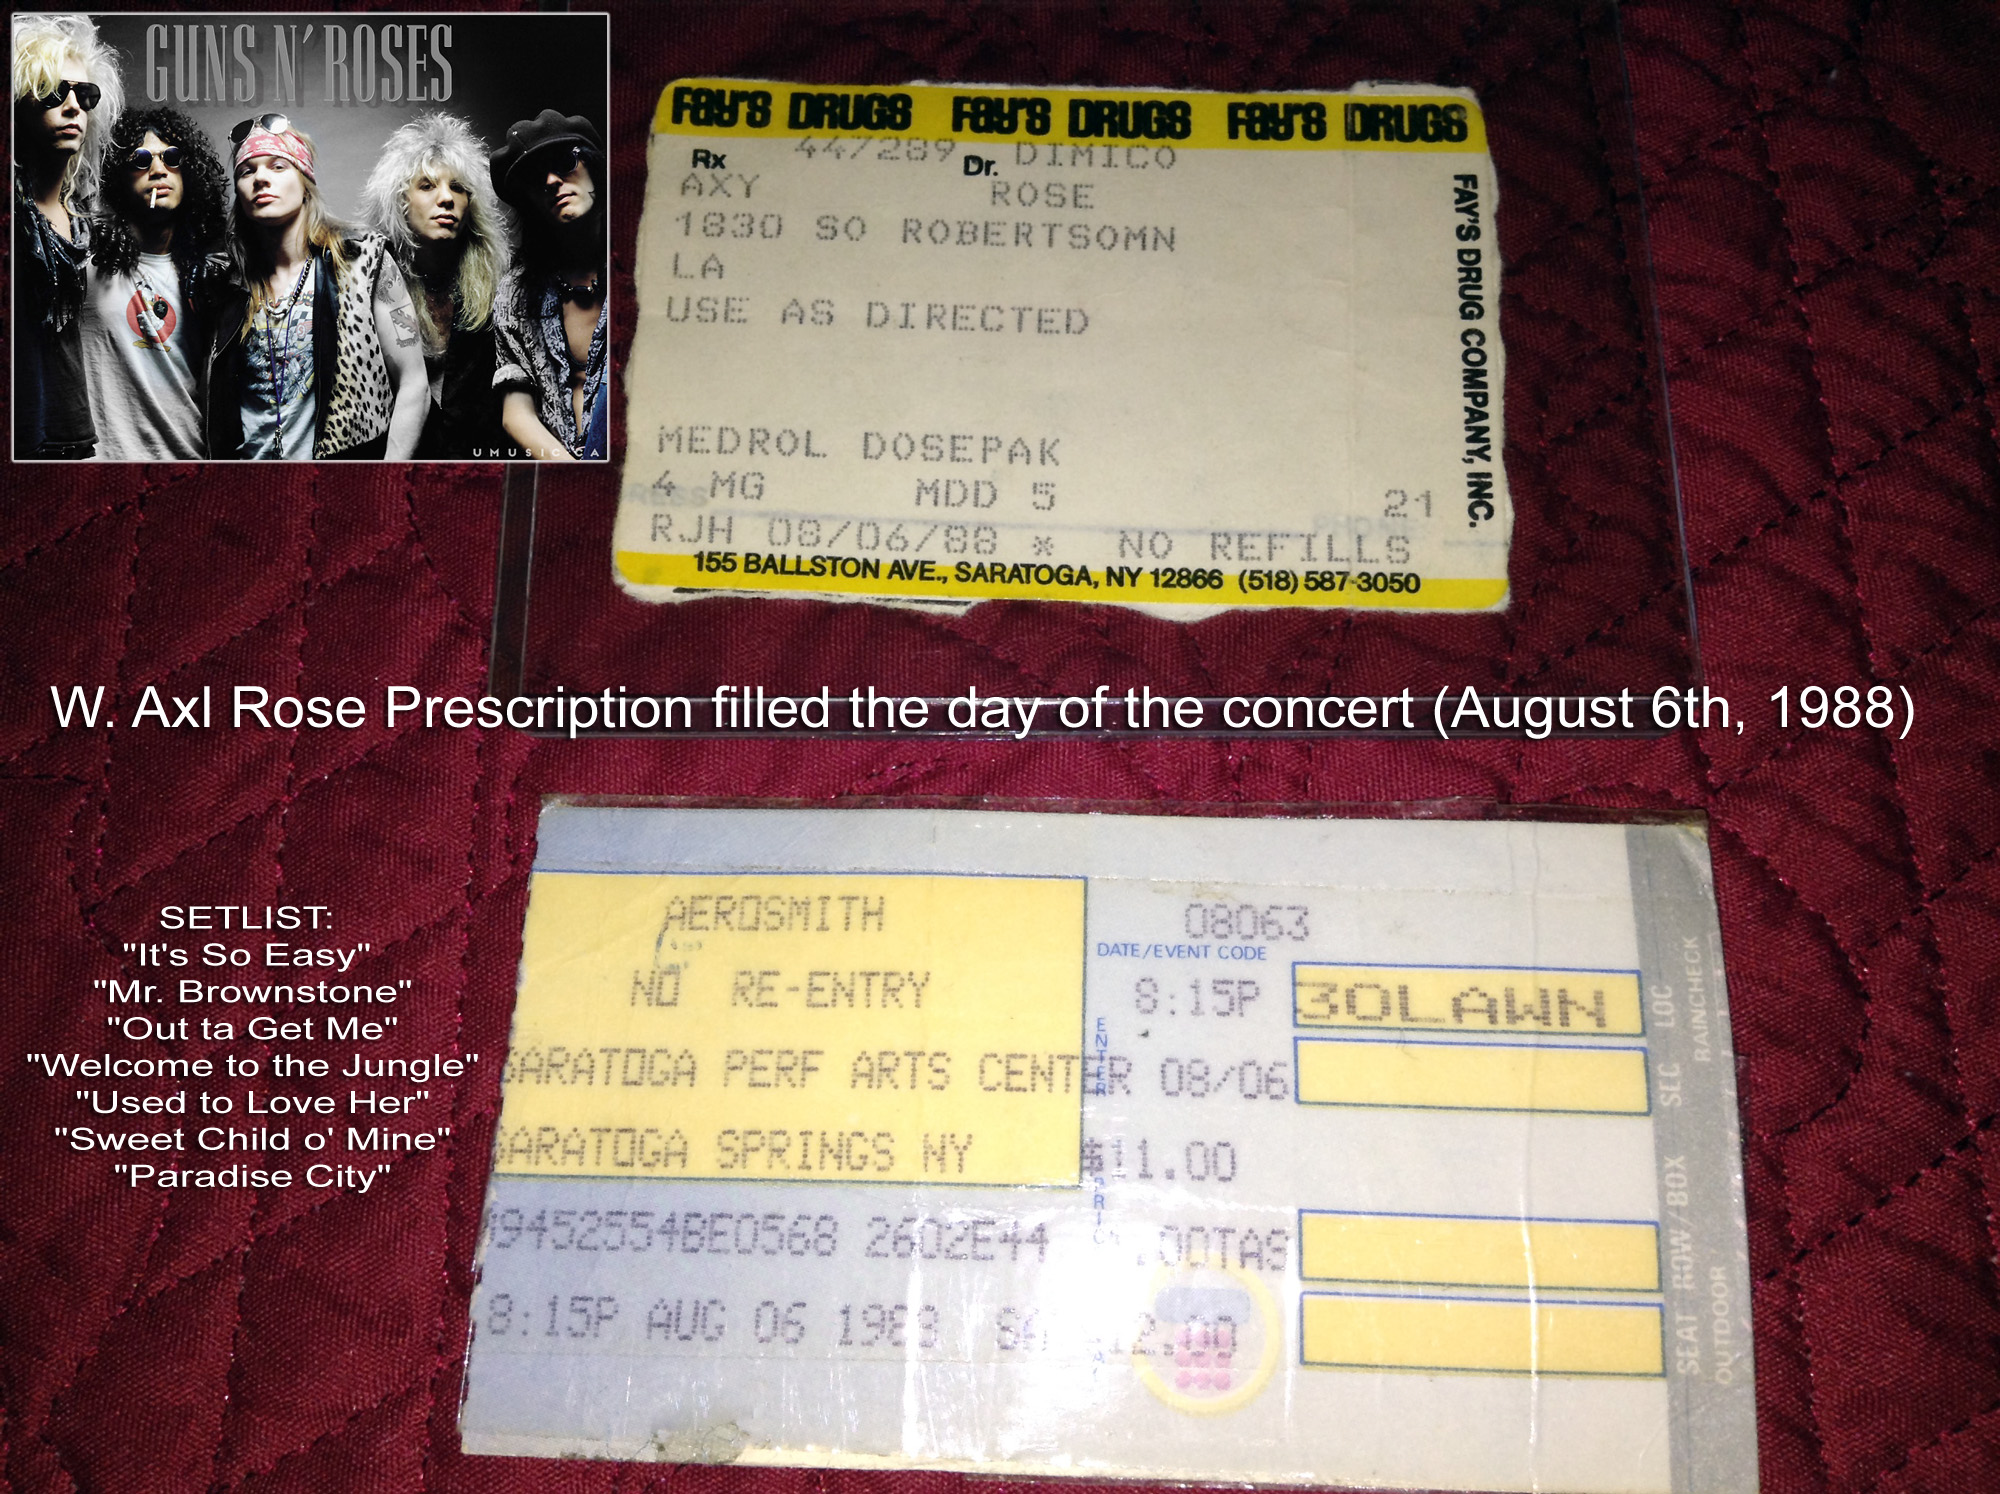 GUNS N' ROSES
UMUSIC.CA
FAY'S DRUGS FAY'S DRUGS FAY'S DRUGS
Rx 447289 Dr. DIMICO
AXY ROSE
1830 SO ROBERTSOMN
LA
USE AS DIRECTED
MEDROL DOSEPAK
4 MG MDD 5 21
RJH 08/06/88 * NO REFILLS
155 BALLSTON AVE., SARATOGA, NY 12866 (518) 587-3050
FAY'S DRUG COMPANY, INC.
W. Axl Rose Prescription filled the day of the concert (August 6th, 1988)
SETLIST:
"It's So Easy"
"Mr. Brownstone"
"Out ta Get Me"
"Welcome to the Jungle"
"Used to Love Her"
"Sweet Child o' Mine"
"Paradise City"
AEROSMITH 08063
DATE/EVENT CODE
NO RE-ENTRY 8:15P 30LAWN
SARATOGA PERF ARTS CENTER 08/06
SARATOGA SPRINGS NY $11.00
2602E44
8:15P AUG 06 1988 12.00
SEAT ROW/BOX SEC LOC
OUTDOOR RAINCHECK